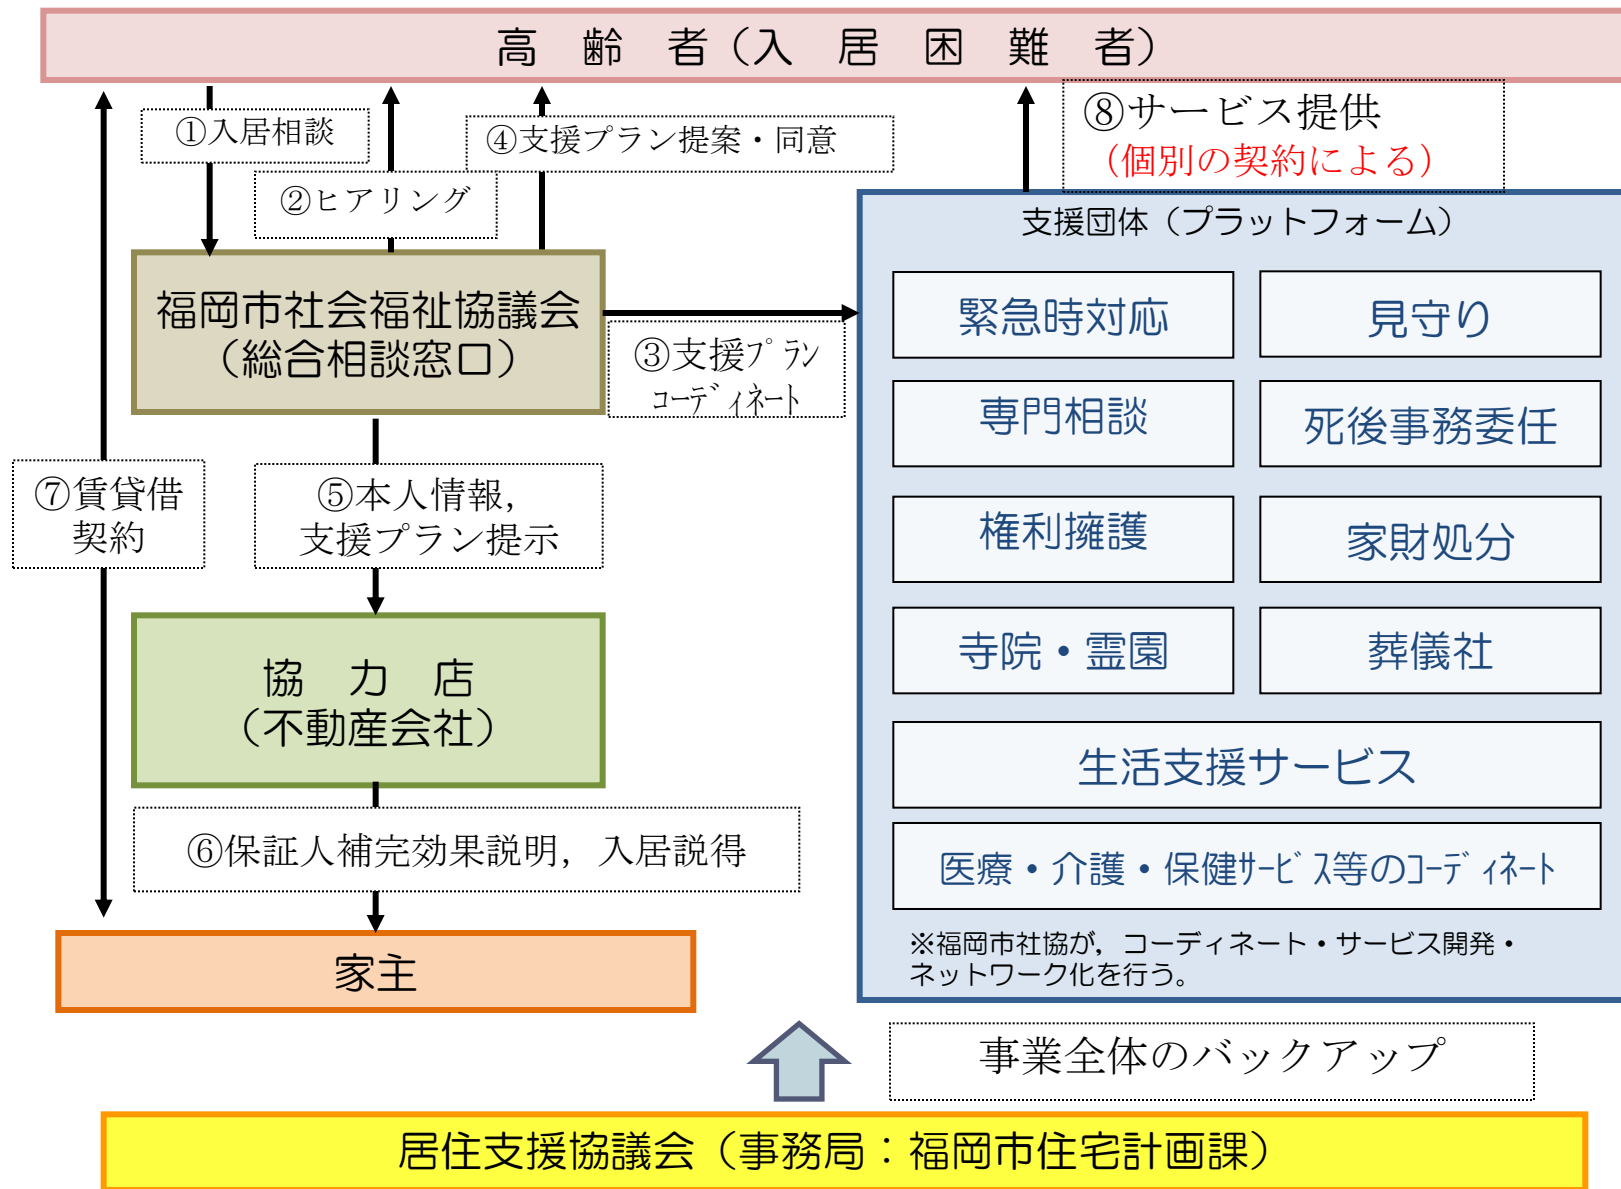 高　齢　者（入　居　困　難　者）
①入居相談
②ヒアリング
④支援プラン提案・同意
⑧サービス提供
（個別の契約による）
福岡市社会福祉協議会
（総合相談窓口）
③支援プラン
コーディネート
⑦賃貸借
契約
⑤本人情報，
支援プラン提示
協　力　店
（不動産会社）
⑥保証人補完効果説明，入居説得
家主
支援団体（プラットフォーム）
緊急時対応
見守り
専門相談
死後事務委任
権利擁護
家財処分
寺院・霊園
葬儀社
生活支援サービス
医療・介護・保健サービス等のコーディネート
※福岡市社協が，コーディネート・サービス開発・
ネットワーク化を行う。
事業全体のバックアップ
居住支援協議会（事務局：福岡市住宅計画課）